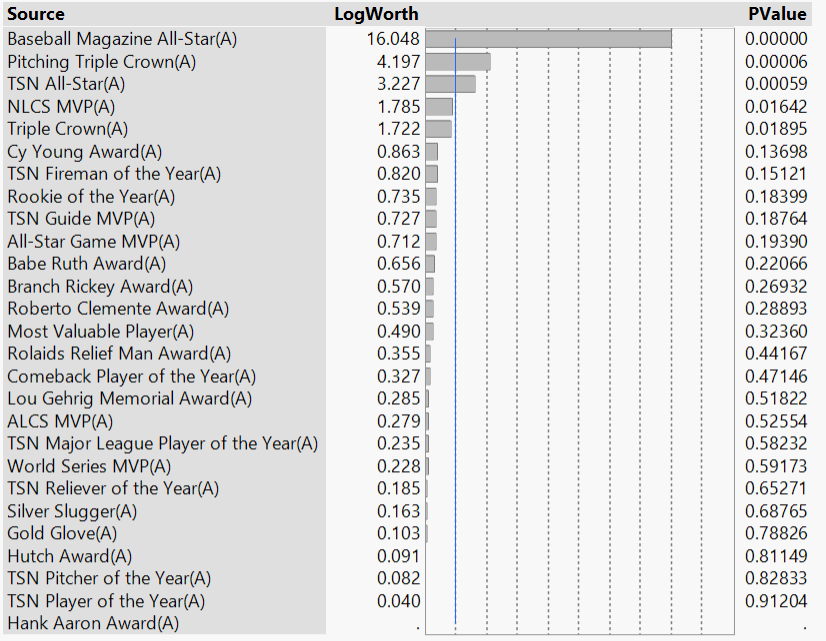 Source LogWorth PValue
Baseball Magazine All-Star(A) 16.048 0.00000
Pitching Triple Crown(A) 4.197 0.00006
TSN All-Star(A) 3.227 0.00059
NLCS MVP(A) 1.785 0.01642
Triple Crown(A) 1.722 0.01895
Cy Young Award(A) 0.863 0.13698
TSN Fireman of the Year(A) 0.820 0.15121
Rookie of the Year(A) 0.735 0.18399
TSN Guide MVP(A) 0.727 0.18764
All-Star Game MVP(A) 0.712 0.19390
Babe Ruth Award(A) 0.656 0.22066
Branch Rickey Award(A) 0.570 0.26932
Roberto Clemente Award(A) 0.539 0.28893
Most Valuable Player(A) 0.490 0.32360
Rolaids Relief Man Award(A) 0.355 0.44167
Comeback Player of the Year(A) 0.327 0.47146
Lou Gehrig Memorial Award(A) 0.285 0.51822
ALCS MVP(A) 0.279 0.52554
TSN Major League Player of the Year(A) 0.235 0.58232
World Series MVP(A) 0.228 0.59173
TSN Reliever of the Year(A) 0.185 0.65271
Silver Slugger(A) 0.163 0.68765
Gold Glove(A) 0.103 0.78826
Hutch Award(A) 0.091 0.81149
TSN Pitcher of the Year(A) 0.082 0.82833
TSN Player of the Year(A) 0.040 0.91204
Hank Aaron Award(A) . .